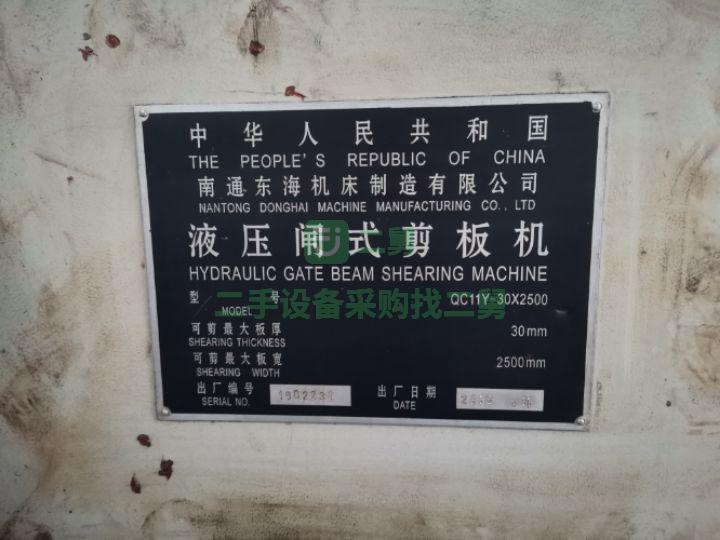 中华人民共和国
THE PEOPLE'S REPUBLIC OF CHINA
南通东海机床制造有限公司
NANTONG DONGHAI MACHINE MANUFACTURING CO., LTD
二舅
液压闸式剪板机
HYDRAULIC GATE BEAM SHEARING MACHINE
型 号 QC11Y-30X2500
MODEL
二手设备采购找二舅
可剪最大板厚 30mm
SHEARING THICKNESS
可剪最大板宽 2500mm
SHEARING WIDTH
出厂编号 出厂日期
SERIAL NO. DATE